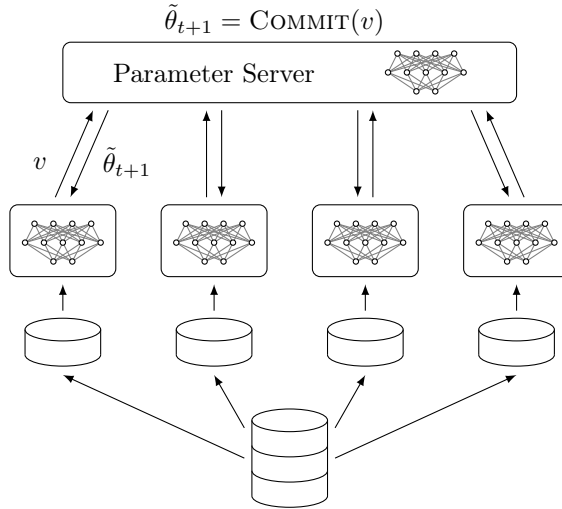 θ̃ₜ₊₁ = COMMIT(v)
Parameter Server
v
θ̃ₜ₊₁